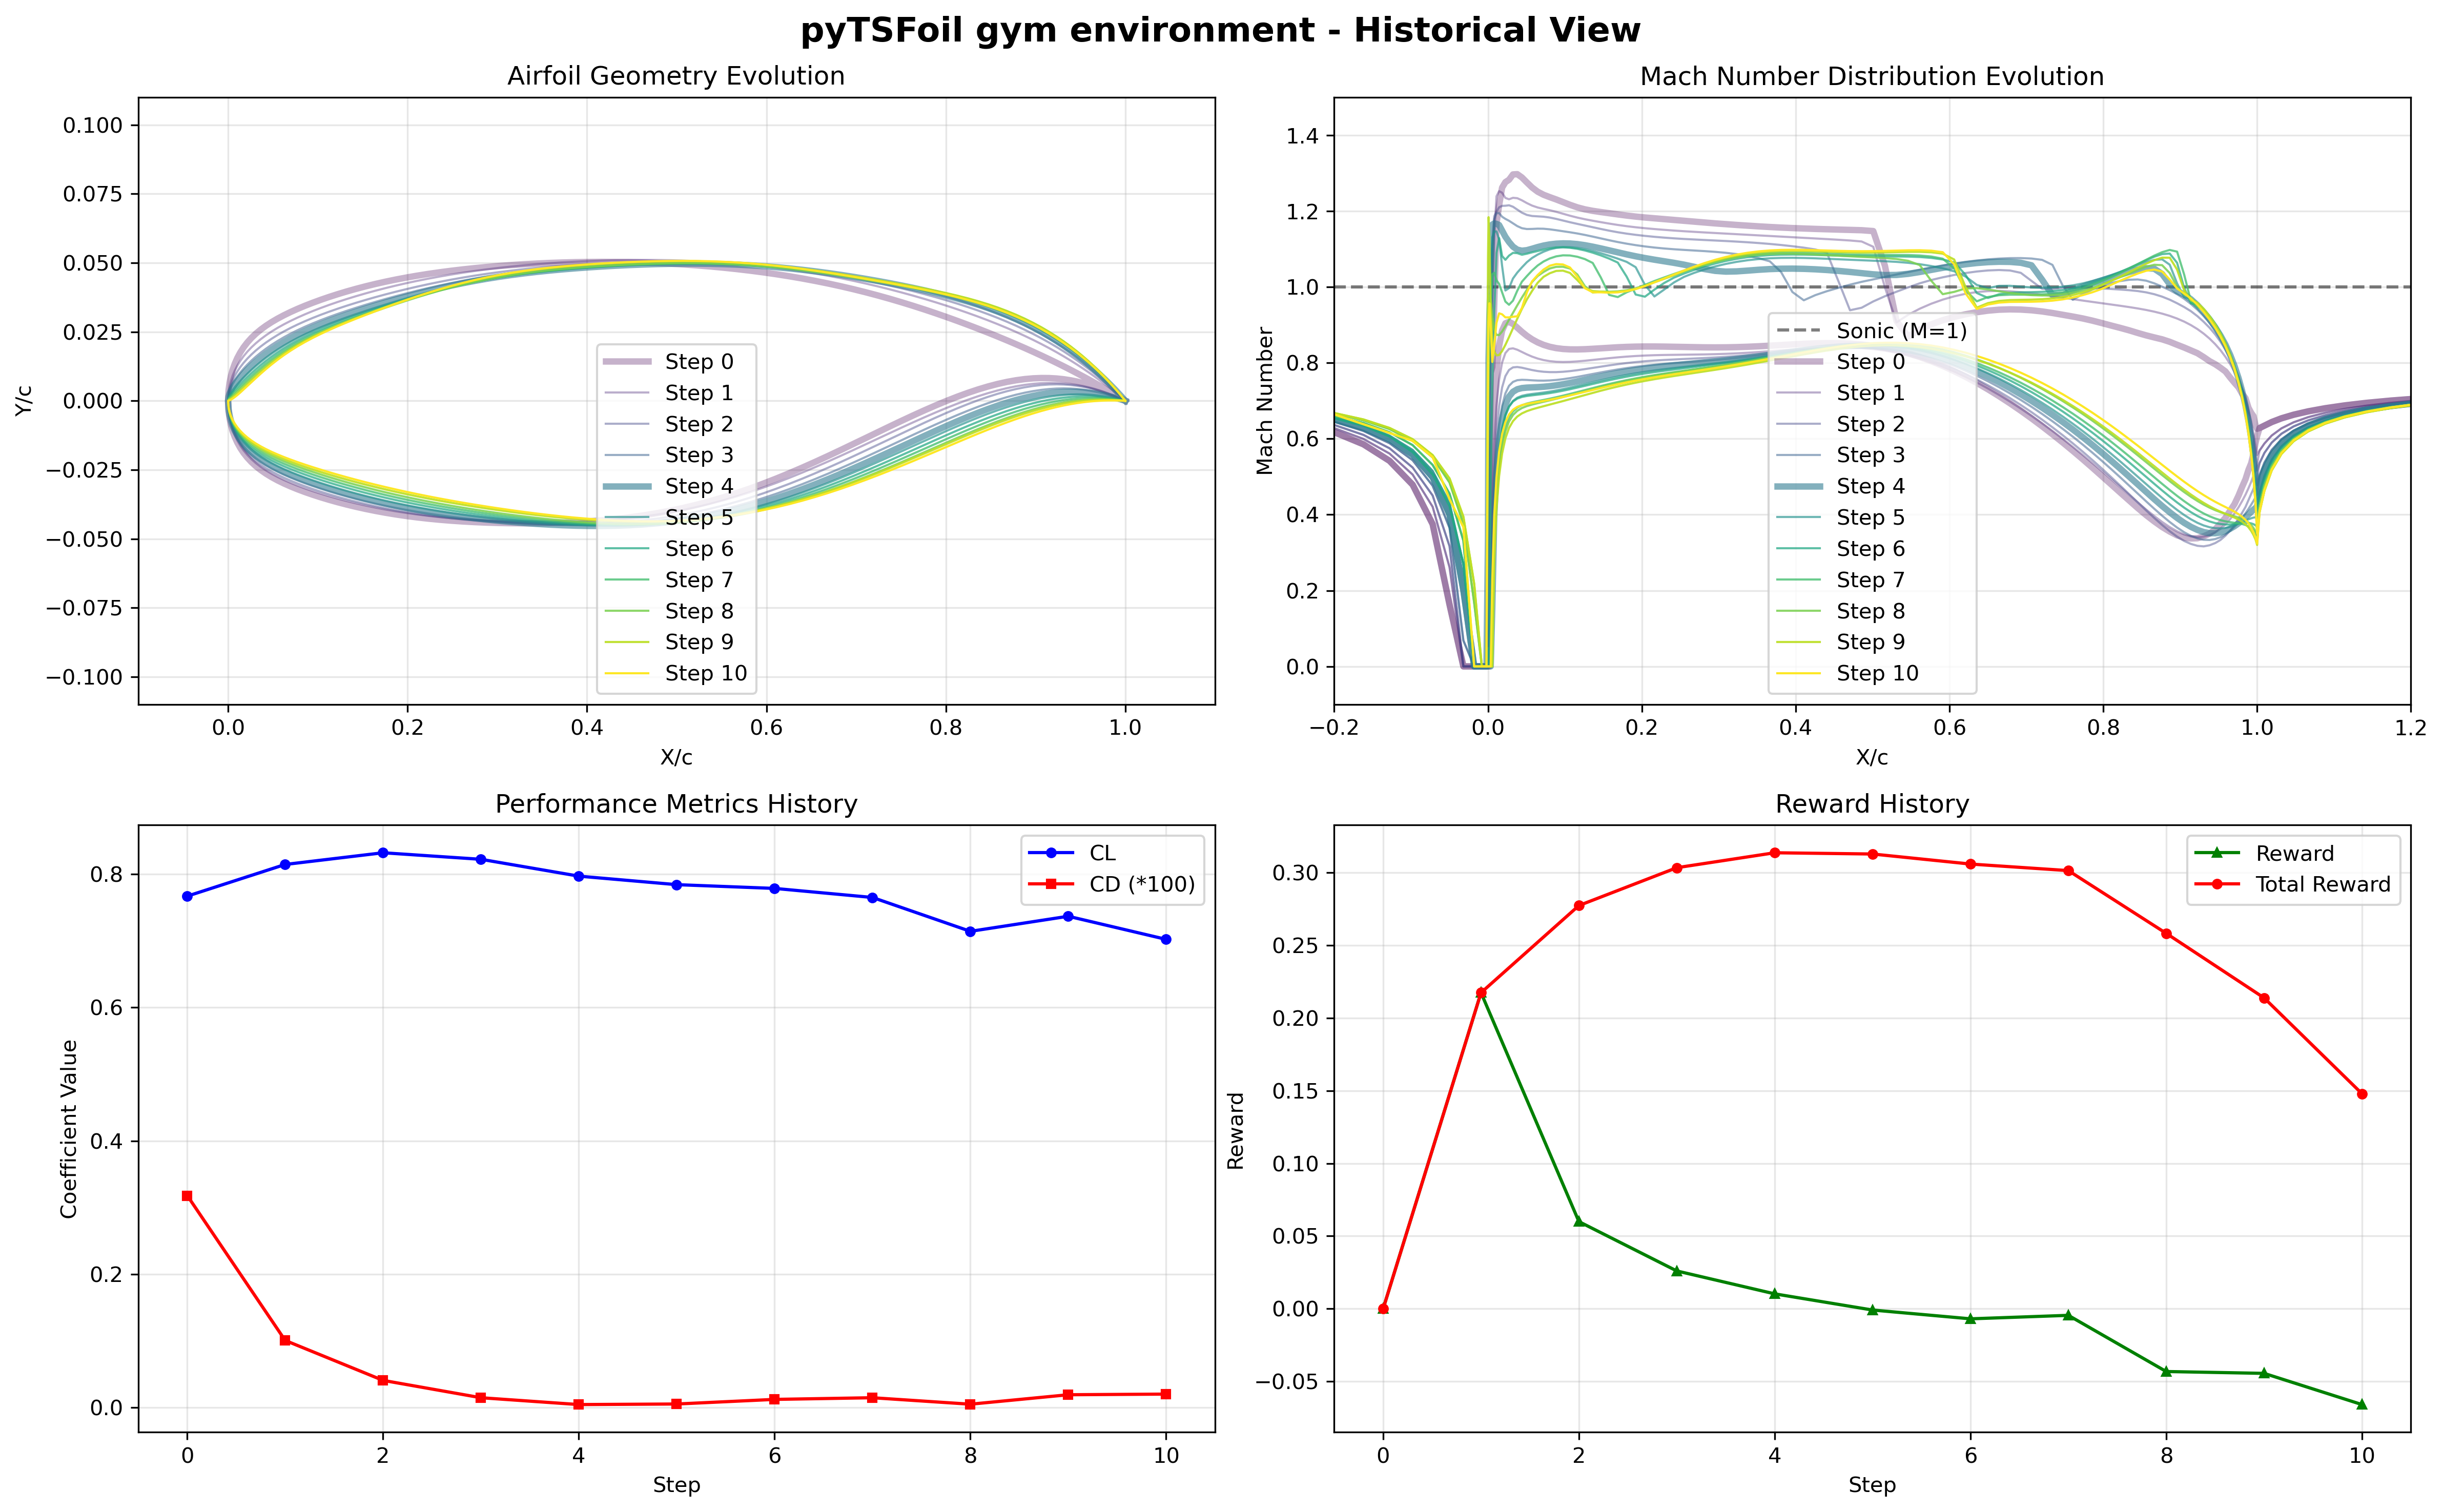 pyTSFoil gym environment - Historical View
Airfoil Geometry Evolution
0.100
0.075
0.050
0.025
0.000
−0.025
−0.050
−0.075
−0.100
Y/c
0.0
0.2
0.4
0.6
0.8
1.0
X/c
Step 0
Step 1
Step 2
Step 3
Step 4
Step 5
Step 6
Step 7
Step 8
Step 9
Step 10
Mach Number Distribution Evolution
1.4
1.2
1.0
0.8
0.6
0.4
0.2
0.0
Mach Number
−0.2
0.0
0.2
0.4
0.6
0.8
1.0
1.2
X/c
Sonic (M=1)
Step 0
Step 1
Step 2
Step 3
Step 4
Step 5
Step 6
Step 7
Step 8
Step 9
Step 10
Performance Metrics History
0.8
0.6
0.4
0.2
0.0
Coefficient Value
0
2
4
6
8
10
Step
CL
CD (*100)
Reward History
0.30
0.25
0.20
0.15
0.10
0.05
0.00
−0.05
Reward
0
2
4
6
8
10
Step
Reward
Total Reward